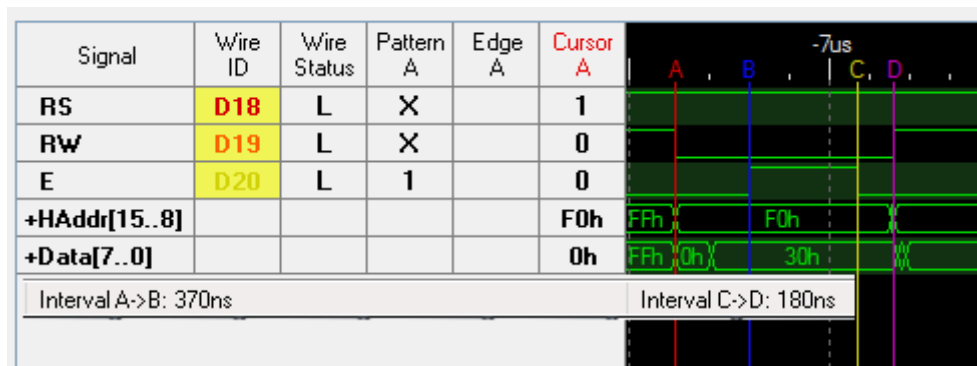 Signal Wire ID Wire Status Pattern A Edge A Cursor A -7us
A B C D
RS D18 L X 1
RW D19 L X 0
E D20 L 1 0
+HAddr[15..8] F0h FFh F0h
+Data[7..0] 0h FFh 0h 30h
Interval A->B: 370ns Interval C->D: 180ns